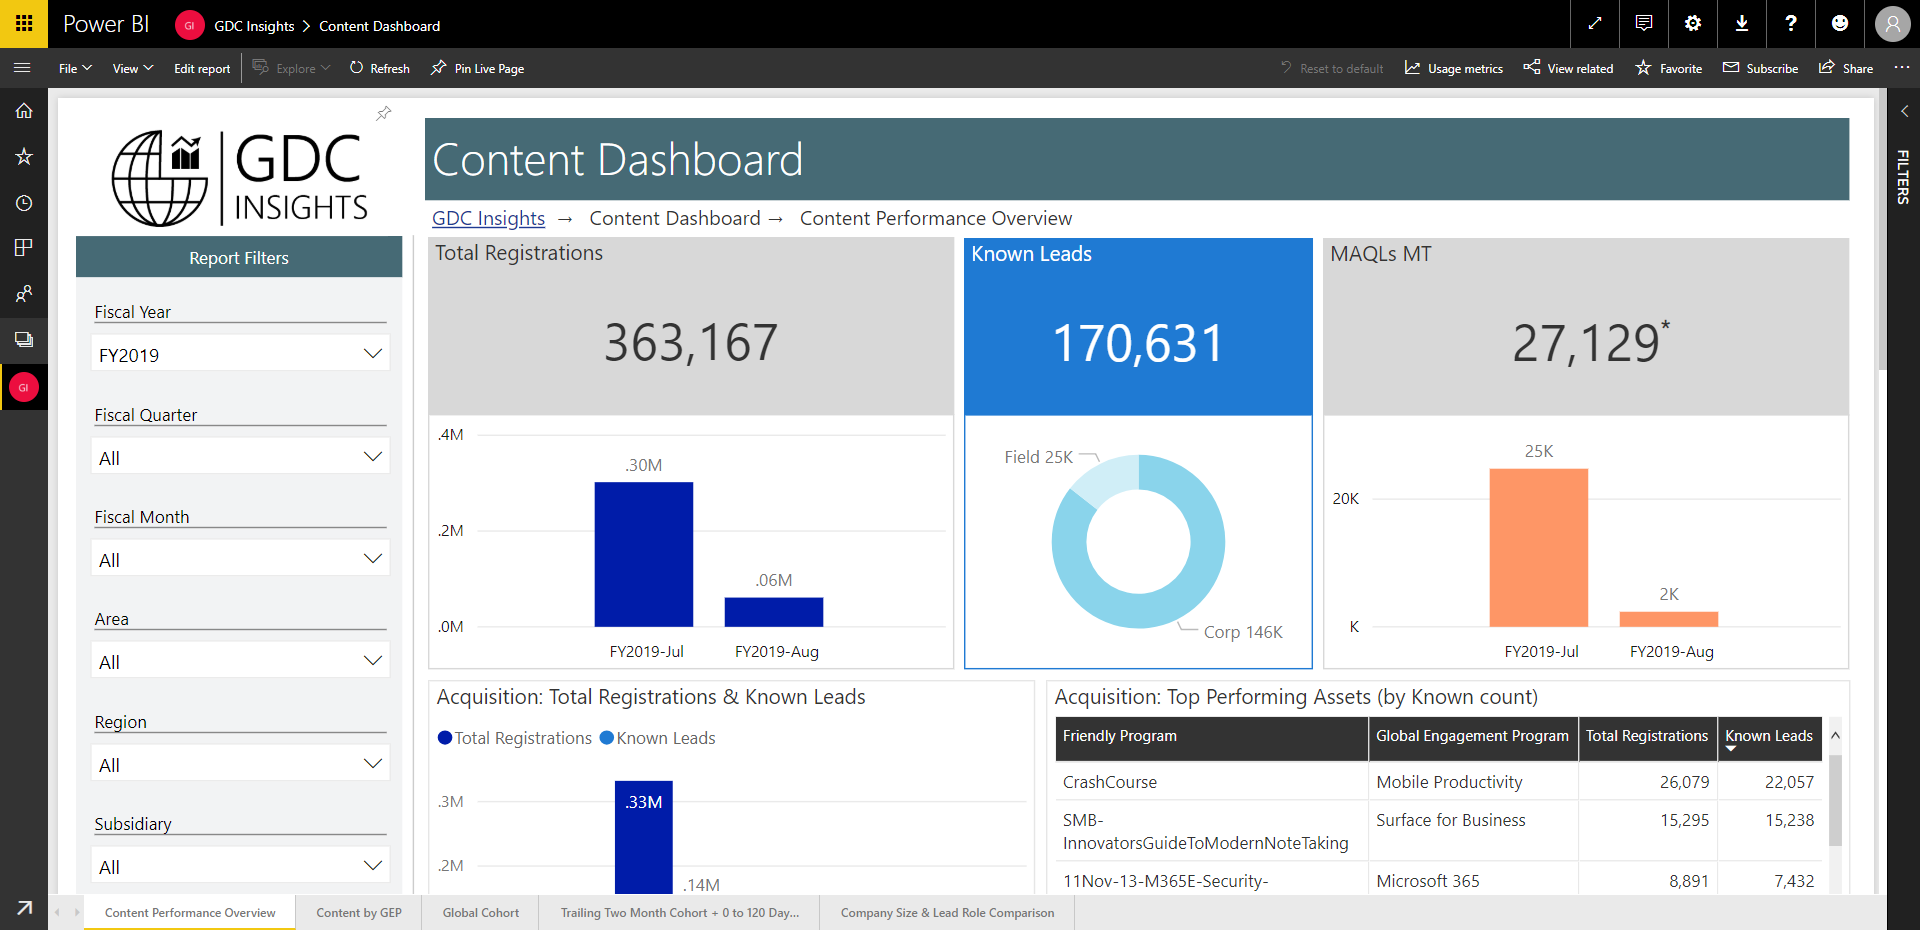 Power BI
GI
GDC Insights > Content Dashboard
File
View
Edit report
Explore
Refresh
Pin Live Page
Reset to default
Usage metrics
View related
Favorite
Subscribe
Share
FILTERS
GI
GDC
INSIGHTS
Content Dashboard
GDC Insights → Content Dashboard → Content Performance Overview
Report Filters
Fiscal Year
FY2019
Fiscal Quarter
All
Fiscal Month
All
Area
All
Region
All
Subsidiary
All
Total Registrations
363,167
.4M
.30M
.2M
.06M
.0M
FY2019-Jul
FY2019-Aug
Known Leads
170,631
Field 25K
Corp 146K
MAQLs MT
27,129*
25K
20K
2K
K
FY2019-Jul
FY2019-Aug
Acquisition: Total Registrations & Known Leads
Total Registrations
Known Leads
.3M
.33M
.2M
.14M
Acquisition: Top Performing Assets (by Known count)
Friendly Program Global Engagement Program Total Registrations Known Leads
CrashCourse Mobile Productivity 26,079 22,057
SMB- Surface for Business 15,295 15,238
InnovatorsGuideToModernNoteTaking
11Nov-13-M365E-Security- Microsoft 365 8,891 7,432
Content Performance Overview
Content by GEP
Global Cohort
Trailing Two Month Cohort + 0 to 120 Day...
Company Size & Lead Role Comparison